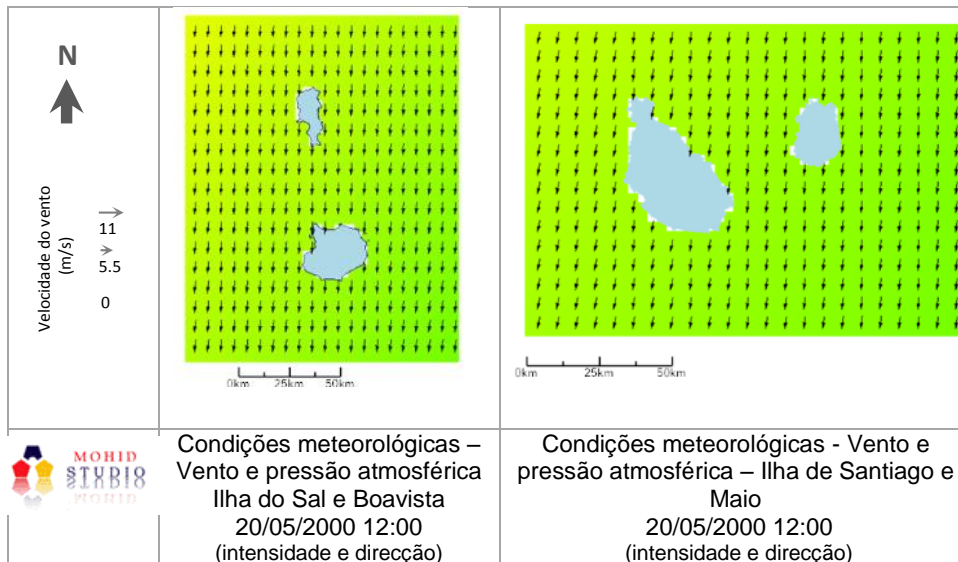 N
Velocidade do vento
(m/s)
11
5.5
0
0km 25km 50km
0km 25km 50km
MOHID
STUDIO
Condições meteorológicas –
Vento e pressão atmosférica
Ilha do Sal e Boavista
20/05/2000 12:00
(intensidade e direcção)
Condições meteorológicas - Vento e
pressão atmosférica – Ilha de Santiago e
Maio
20/05/2000 12:00
(intensidade e direcção)